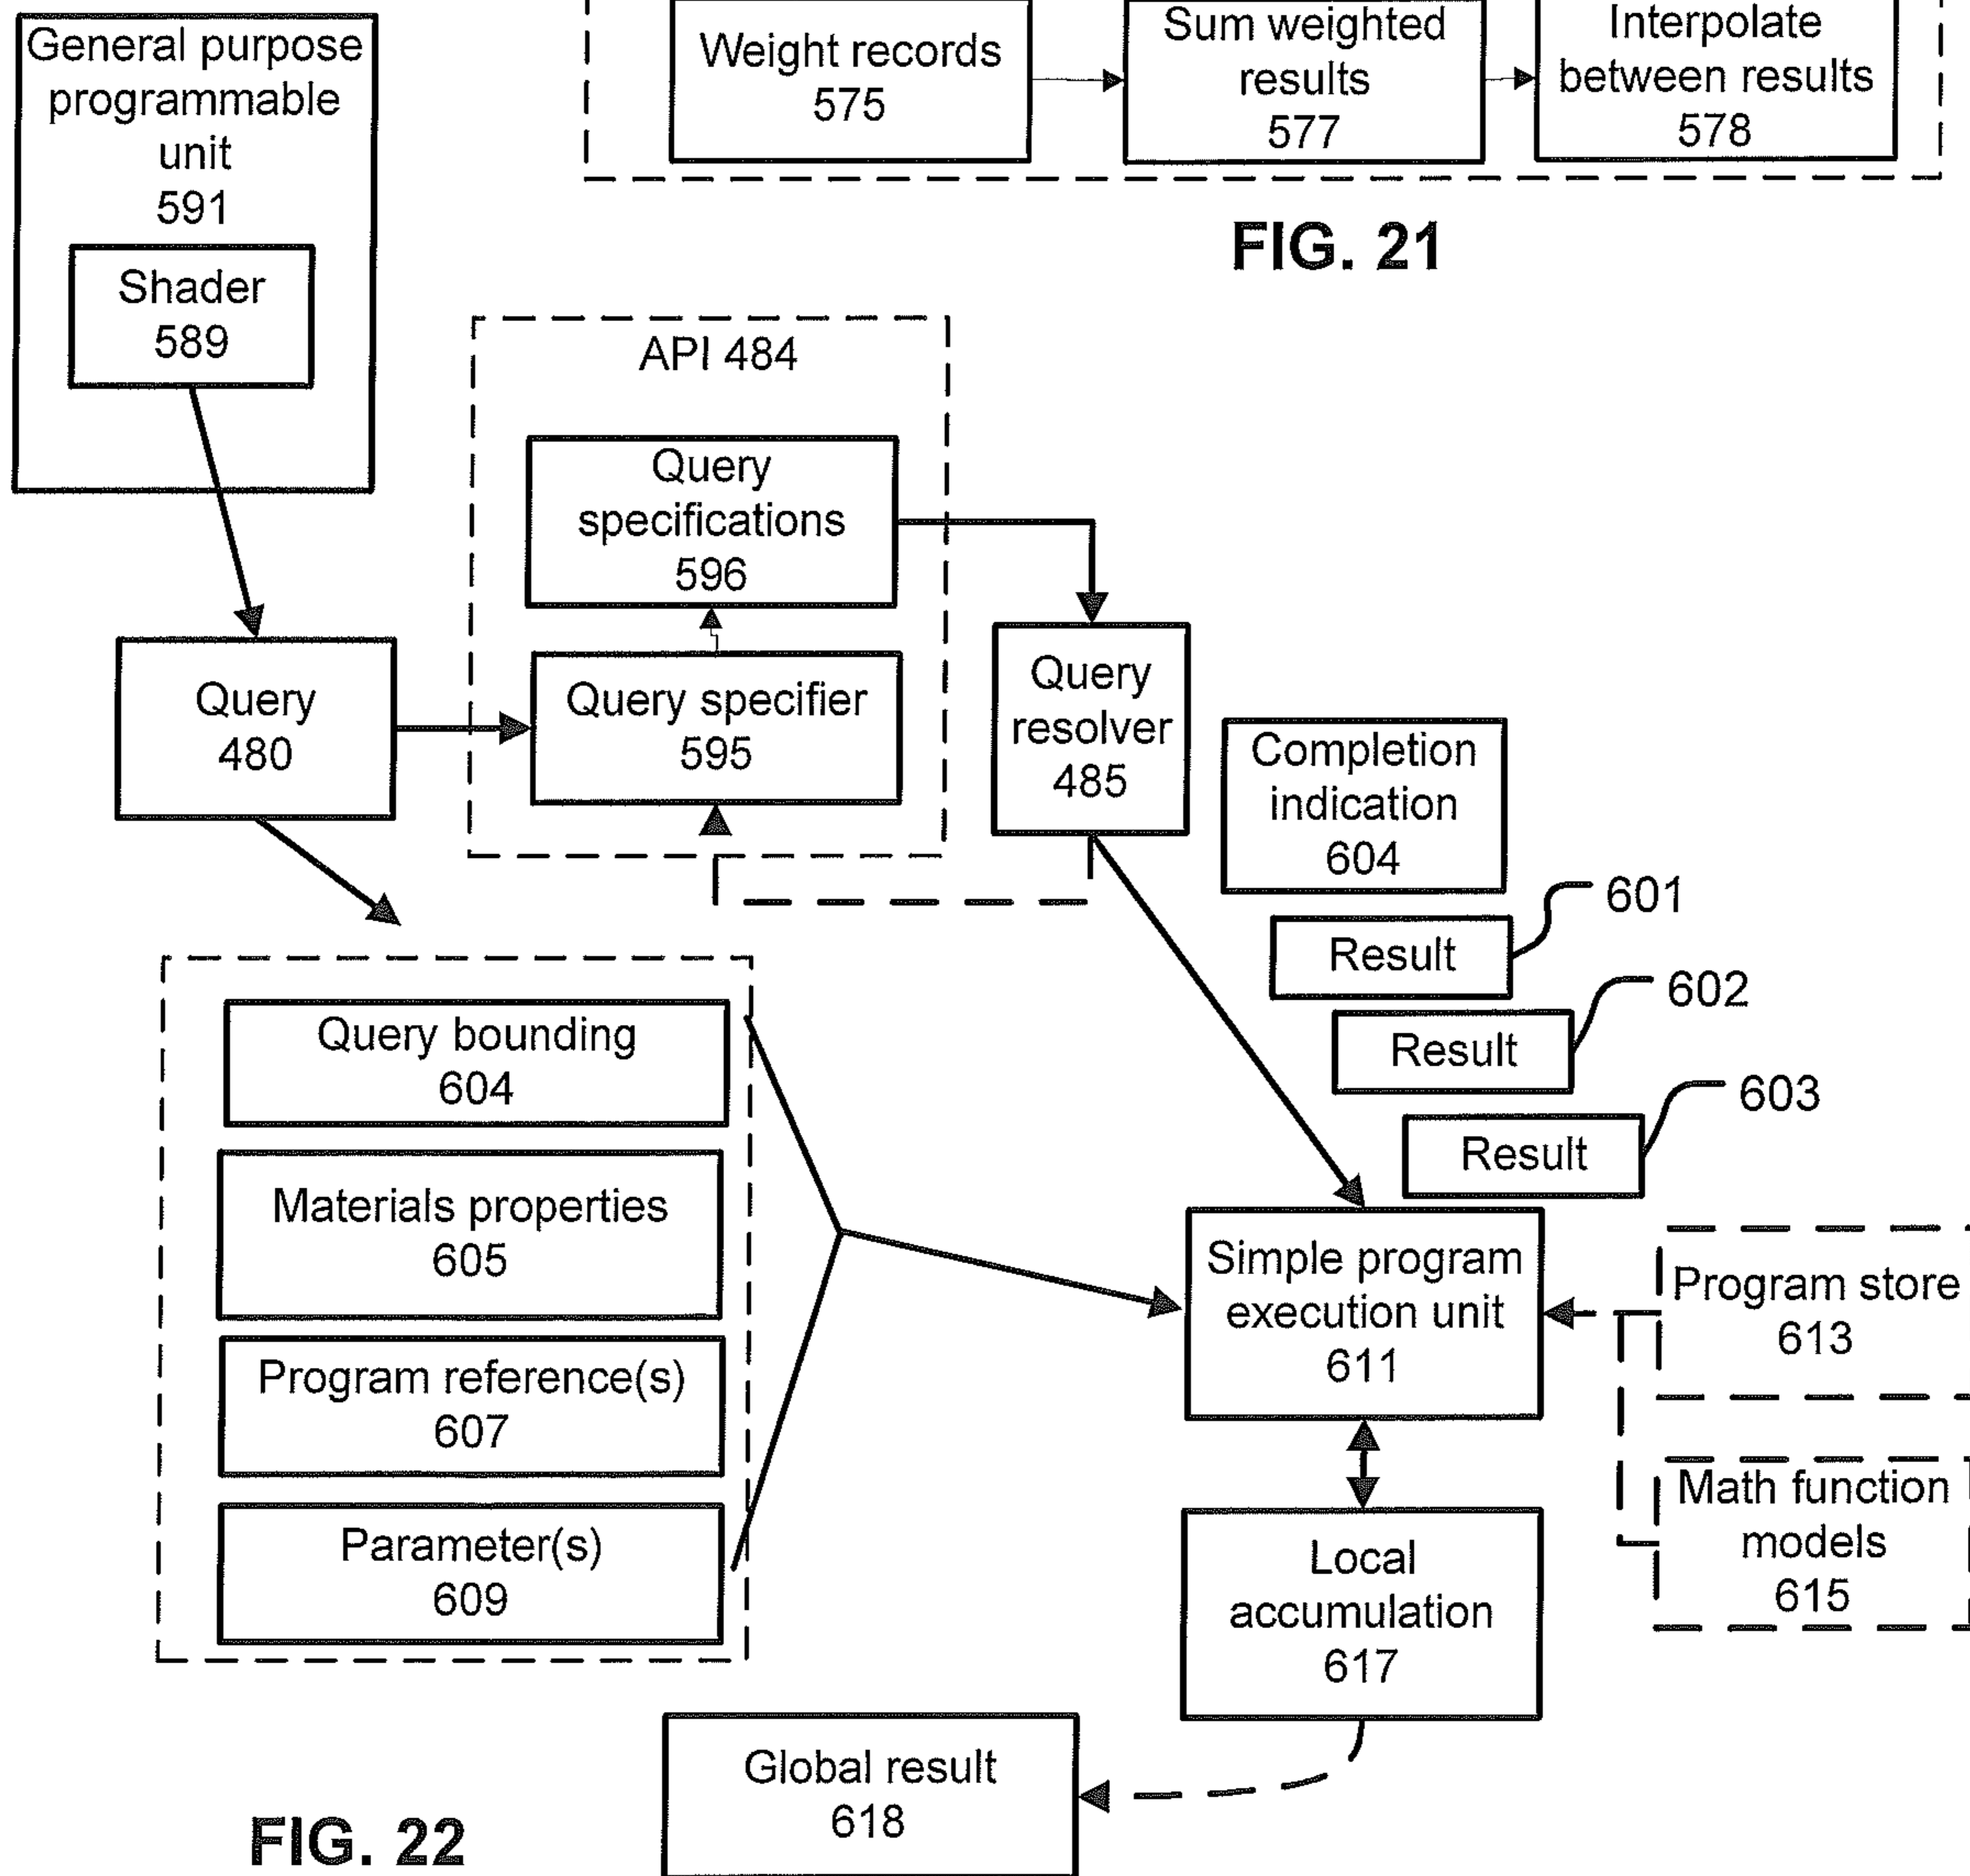 General purpose
programmable
unit
591
Shader
589
Weight records
575
Sum weighted
results
577
Interpolate
between results
578
FIG. 21
API 484
Query
specifications
596
Query
480
Query specifier
595
Query
resolver
485
Completion
indication
604
601
Result
602
Result
603
Result
Query bounding
604
Materials properties
605
Program reference(s)
607
Parameter(s)
609
Simple program
execution unit
611
Program store
613
Math function
models
615
Local
accumulation
617
Global result
618
FIG. 22